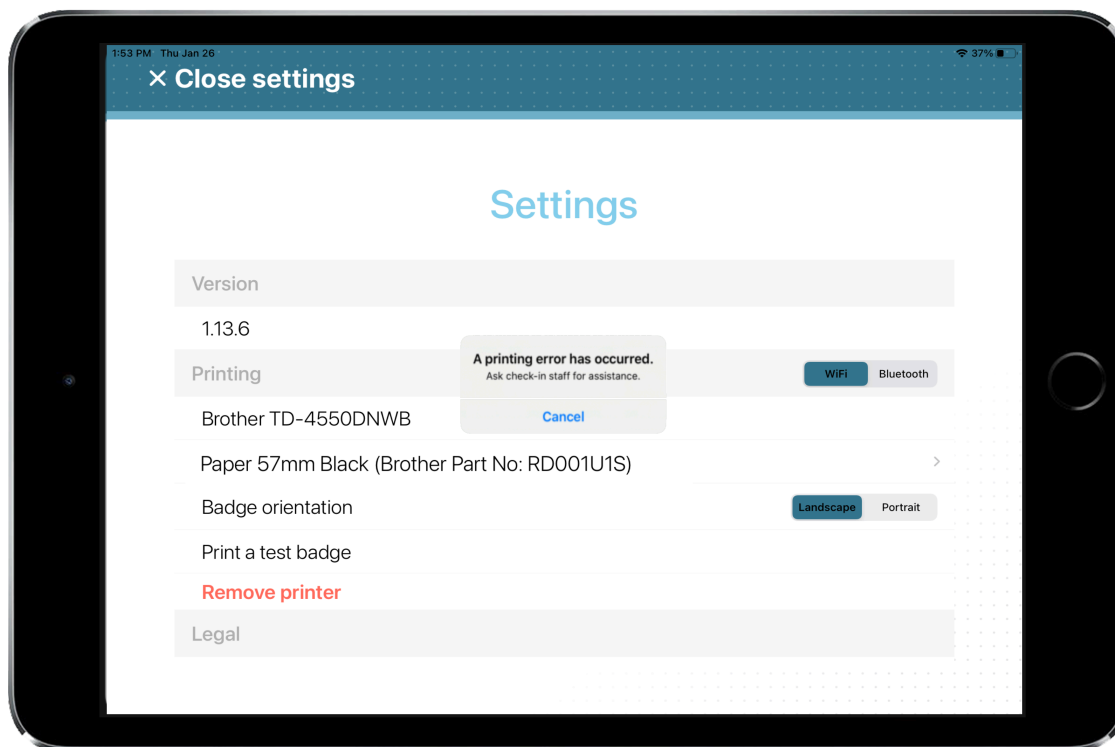 1:53 PM Thu Jan 26
37%
× Close settings
Settings
Version
1.13.6
Printing
WiFi Bluetooth
A printing error has occurred.
Ask check-in staff for assistance.
Cancel
Brother TD-4550DNWB
Paper 57mm Black (Brother Part No: RD001U1S)
Badge orientation
Landscape Portrait
Print a test badge
Remove printer
Legal